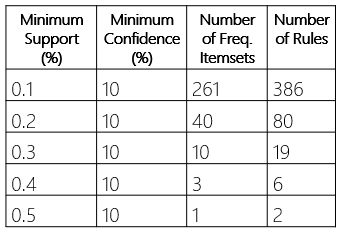 Minimum Support (%) Minimum Confidence (%) Number of Freq. Itemsets Number of Rules
0.1 10 261 386
0.2 10 40 80
0.3 10 10 19
0.4 10 3 6
0.5 10 1 2